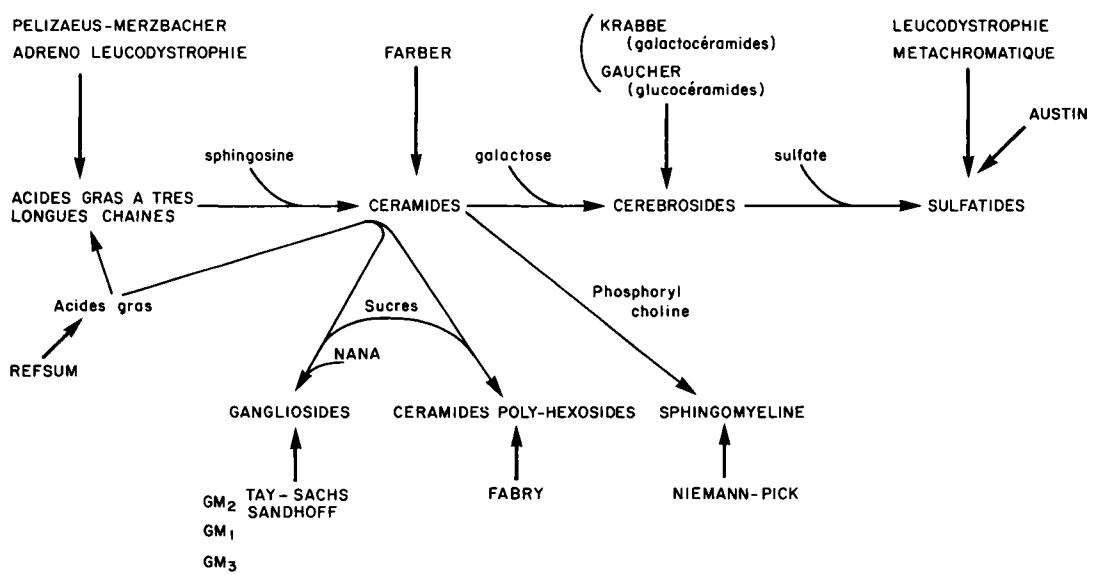 PELIZAEUS-MERZBACHER
ADRENO LEUCODYSTROPHIE
FARBER
KRABBE
(galactocéramides)
GAUCHER
(glucocéramides)
LEUCODYSTROPHIE
METACHROMATIQUE
AUSTIN
sphingosine
galactose
sulfate
ACIDES GRAS A TRES
LONGUES CHAINES
CERAMIDES
CEREBROSIDES
SULFATIDES
Acides gras
REFSUM
Sucres
NANA
Phosphoryl
choline
GANGLIOSIDES
CERAMIDES POLY-HEXOSIDES
SPHINGOMYELINE
GM₂ TAY-SACHS
SANDHOFF
GM₁
GM₃
FABRY
NIEMANN-PICK